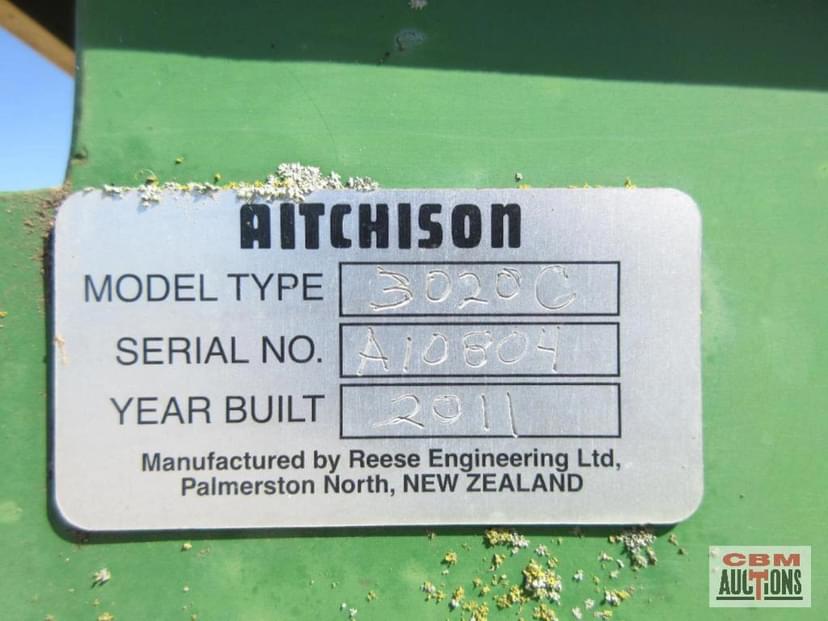 AITCHISON
MODEL TYPE 3020C
SERIAL NO. A10804
YEAR BUILT 2011
Manufactured by Reese Engineering Ltd,
Palmerston North, NEW ZEALAND
CBM
AUCTIONS